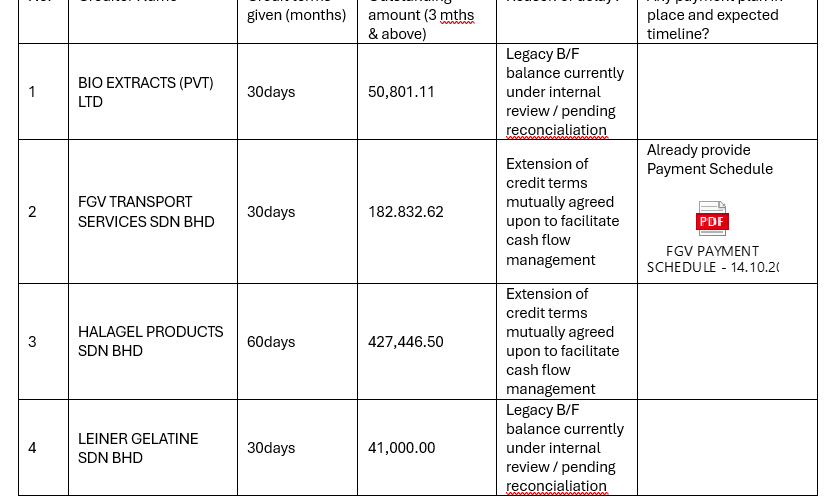 No.
Creditor Name
Credit terms
given (months)
Outstanding
amount (3 mths
& above)
Reason of delay?
Any payment plan in
place and expected
timeline?
1
BIO EXTRACTS (PVT)
LTD
30days
50,801.11
Legacy B/F
balance currently
under internal
review / pending
reconcialiation
2
FGV TRANSPORT
SERVICES SDN BHD
30days
182.832.62
Extension of
credit terms
mutually agreed
upon to facilitate
cash flow
management
Already provide
Payment Schedule
PDF
FGV PAYMENT
SCHEDULE - 14.10.20
3
HALAGEL PRODUCTS
SDN BHD
60days
427,446.50
Extension of
credit terms
mutually agreed
upon to facilitate
cash flow
management
4
LEINER GELATINE
SDN BHD
30days
41,000.00
Legacy B/F
balance currently
under internal
review / pending
reconcialiation